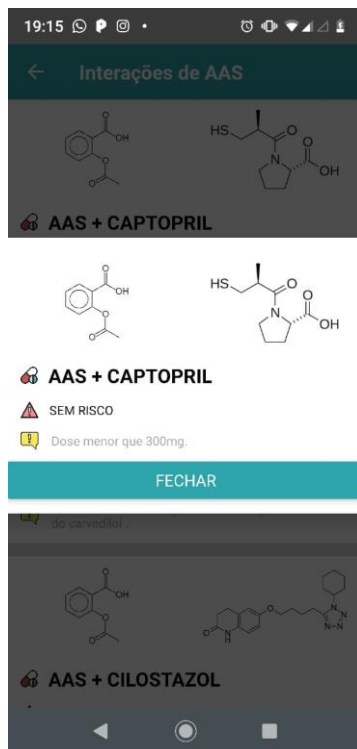 19:15
Interações de AAS
OH
HS
O
N
O
OH
O
O
O
AAS + CAPTOPRIL
O
OH
O
O
HS
O
N
O
OH
AAS + CAPTOPRIL
SEM RISCO
Dose menor que 300mg.
FECHAR
do carvedilol
O
OH
O
O
O
N
H
O
N
N
N
N
AAS + CILOSTAZOL